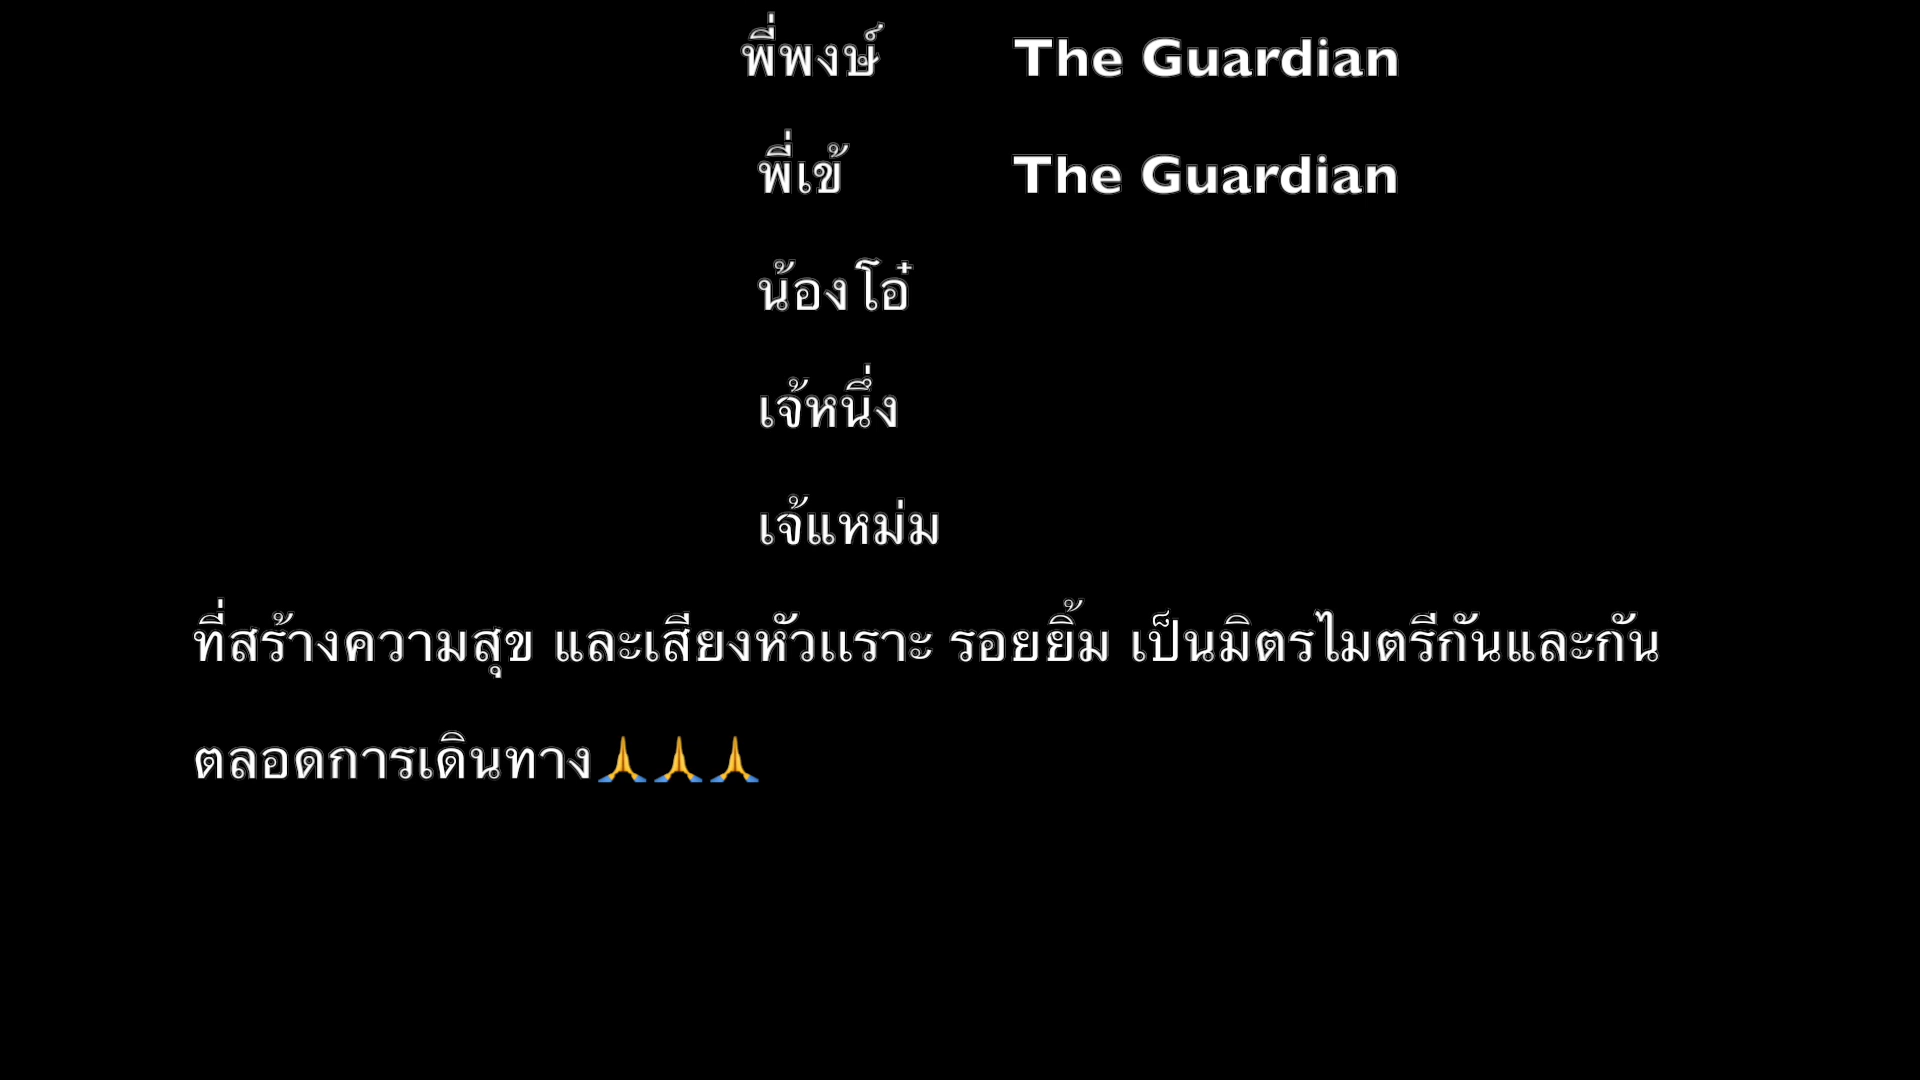 พี่พงษ์ The Guardian
พี่เข้ The Guardian
น้องโอ๋
เจ้หนึ่ง
เจ้แหม่ม
ที่สร้างความสุข และเสียงหัวแราะ รอยยิ้ม เป็นมิตรไมตรีกันและกัน
ตลอดการเดินทาง🙏🙏🙏